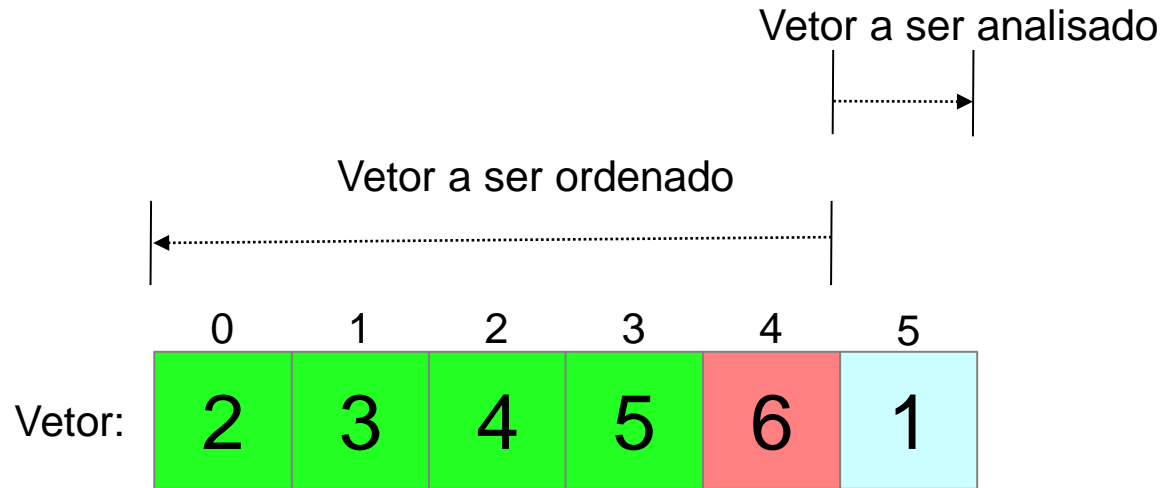 Vetor a ser analisado
Vetor a ser ordenado
0 1 2 3 4 5
Vetor: 2 3 4 5 6 1